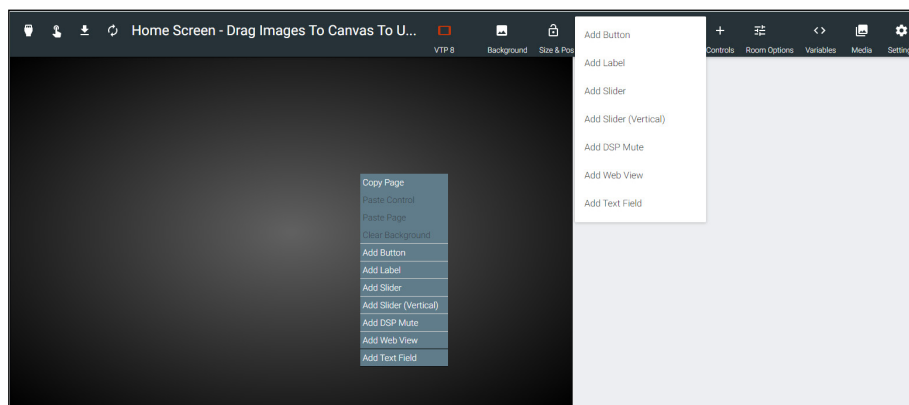 Home Screen - Drag Images To Canvas To U...
VTP 8
Background
Size & Pos
Controls
Room Options
Variables
Media
Setting
Add Button
Add Label
Add Slider
Add Slider (Vertical)
Add DSP Mute
Add Web View
Add Text Field
Copy Page
Paste Control
Paste Page
Clear Background
Add Button
Add Label
Add Slider
Add Slider (Vertical)
Add DSP Mute
Add Web View
Add Text Field